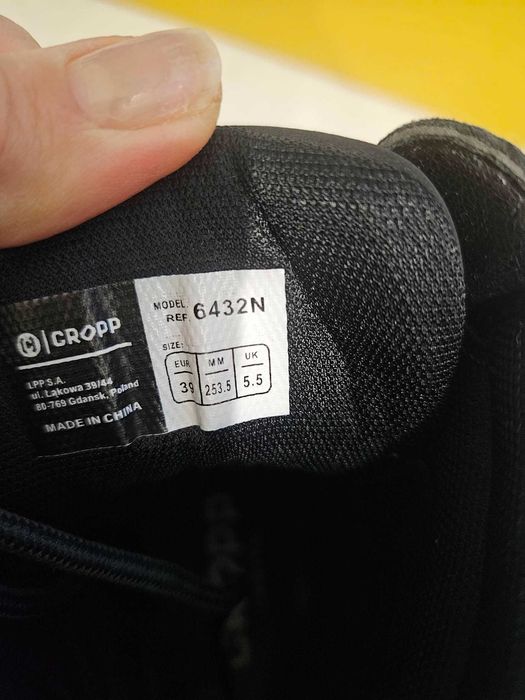 CROPP
LPP S.A.
ul. Łąkowa 39/44
80-769 Gdańsk, Poland
MADE IN CHINA
MODEL
REF. 6432N
SIZE:
EUR MM UK
39 253.5 5.5